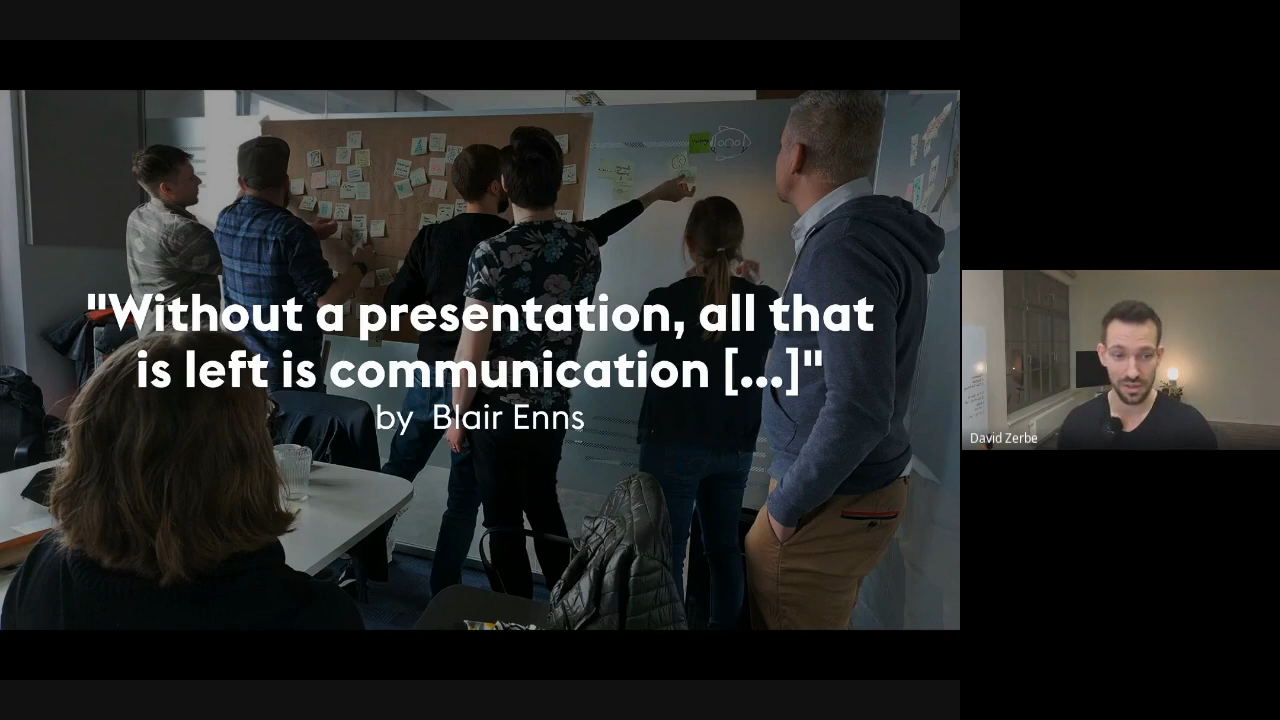 "Without a presentation, all that
is left is communication [...]"
by Blair Enns
David Zerbe